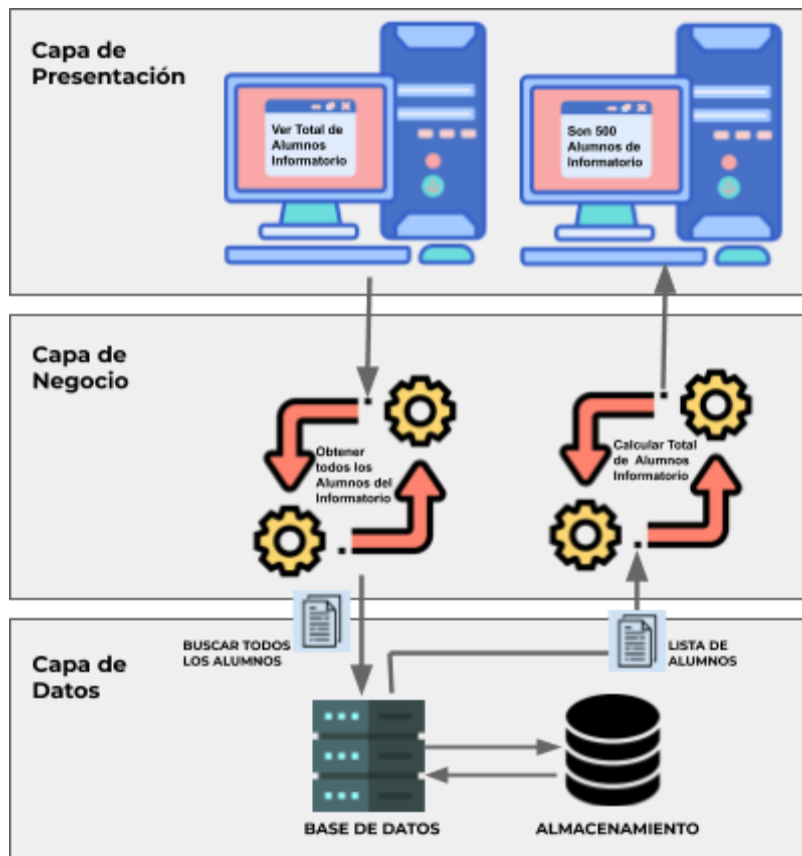 Capa de
Presentación
Ver Total de
Alumnos
Informatorio
Son 500
Alumnos de
Informatorio
Capa de
Negocio
Obtener
todos los
Alumnos del
Informatorio
Calcular Total
de Alumnos
Informatorio
BUSCAR TODOS
LOS ALUMNOS
LISTA DE
ALUMNOS
Capa de
Datos
BASE DE DATOS
ALMACENAMIENTO